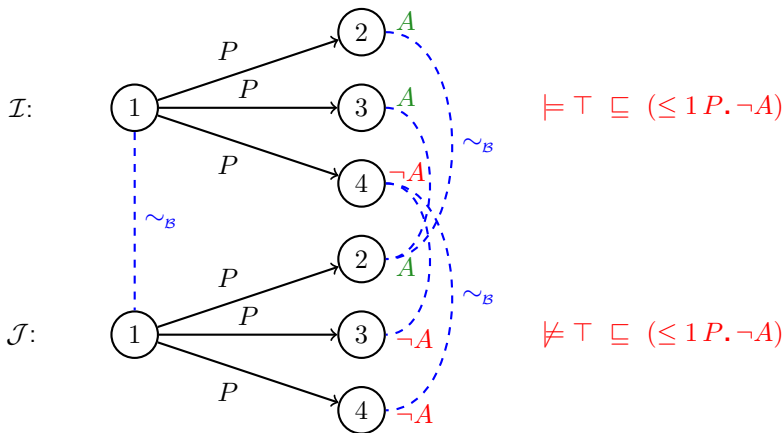 2 A
P
P
ℐ: 1 3 A ⊨ ⊤ ⊑ (≤ 1 P. ¬A)
∼ℬ
P 4 ¬A
∼ℬ
2 A
P
P ∼ℬ
𝒥: 1 3 ¬A ⊭ ⊤ ⊑ (≤ 1 P. ¬A)
P
4 ¬A